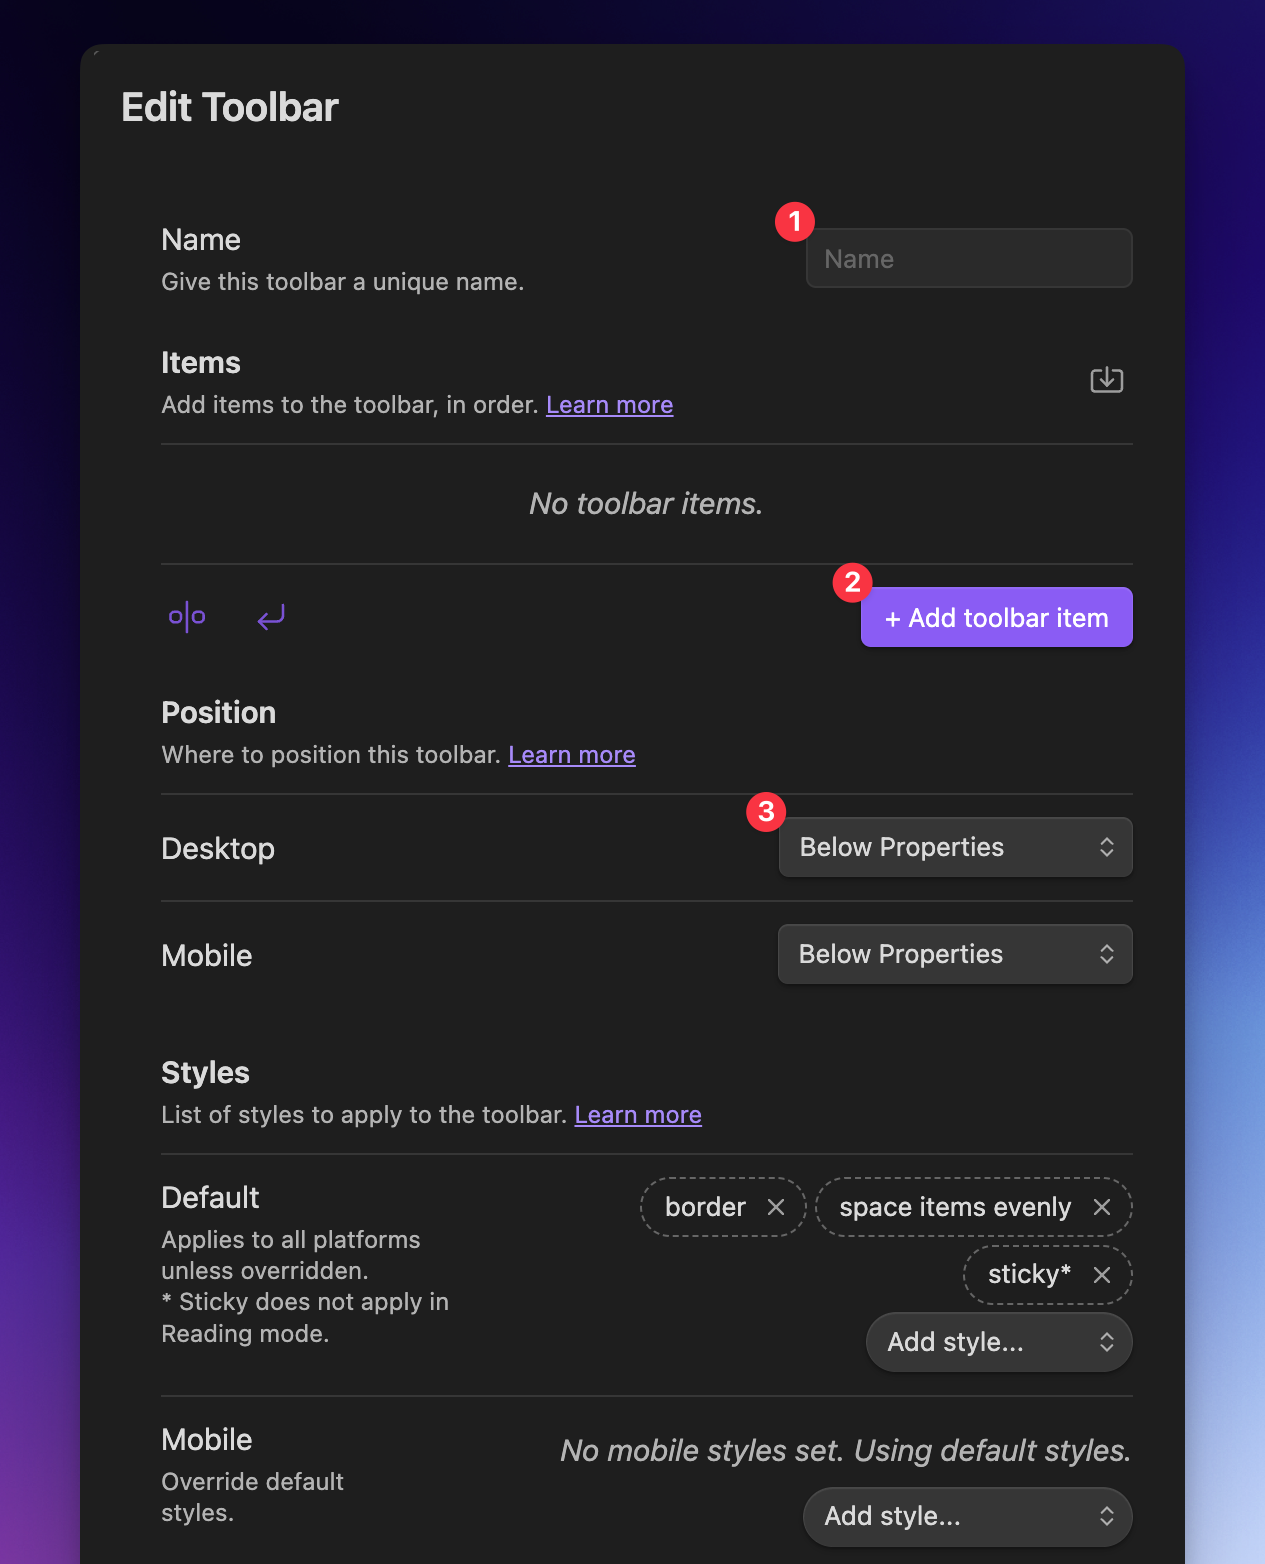 Edit Toolbar
1
Name
Name
Give this toolbar a unique name.
Items
Add items to the toolbar, in order. Learn more
No toolbar items.
2
+ Add toolbar item
Position
Where to position this toolbar. Learn more
3
Desktop
Below Properties
Mobile
Below Properties
Styles
List of styles to apply to the toolbar. Learn more
Default
border
space items evenly
Applies to all platforms
unless overridden.
sticky*
* Sticky does not apply in
Reading mode.
Add style...
Mobile
No mobile styles set. Using default styles.
Override default
styles.
Add style...